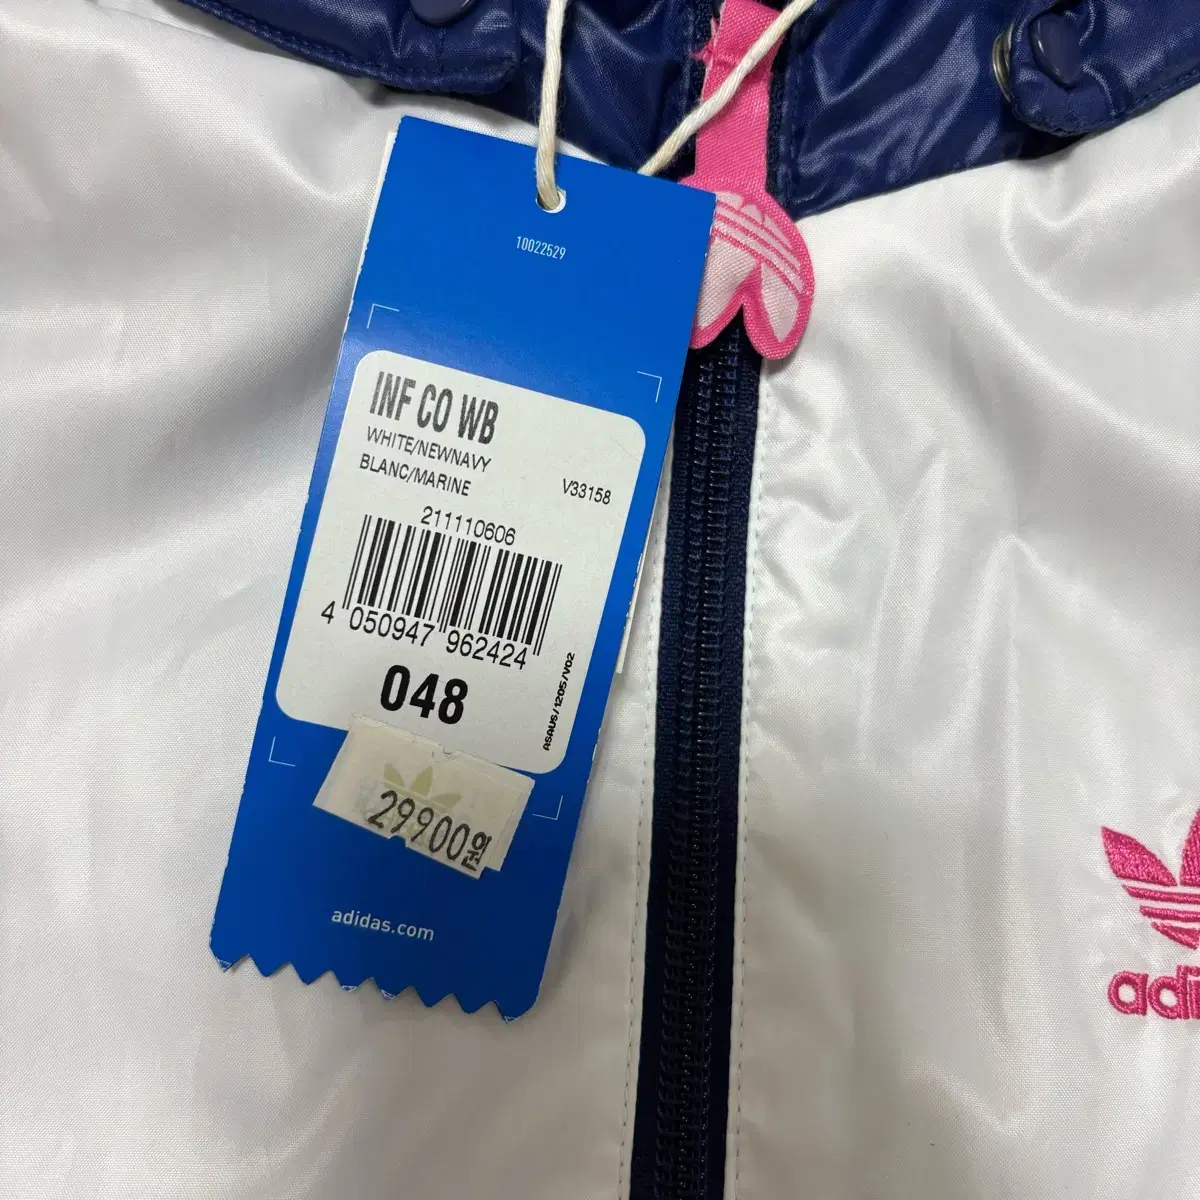 10022529
INF CO WB
WHITE/NEWNAVY
BLANC/MARINE
V33158
211110606
4 050947 962424
048
ASAUS/1205/V02
29900원
adidas.com
adi